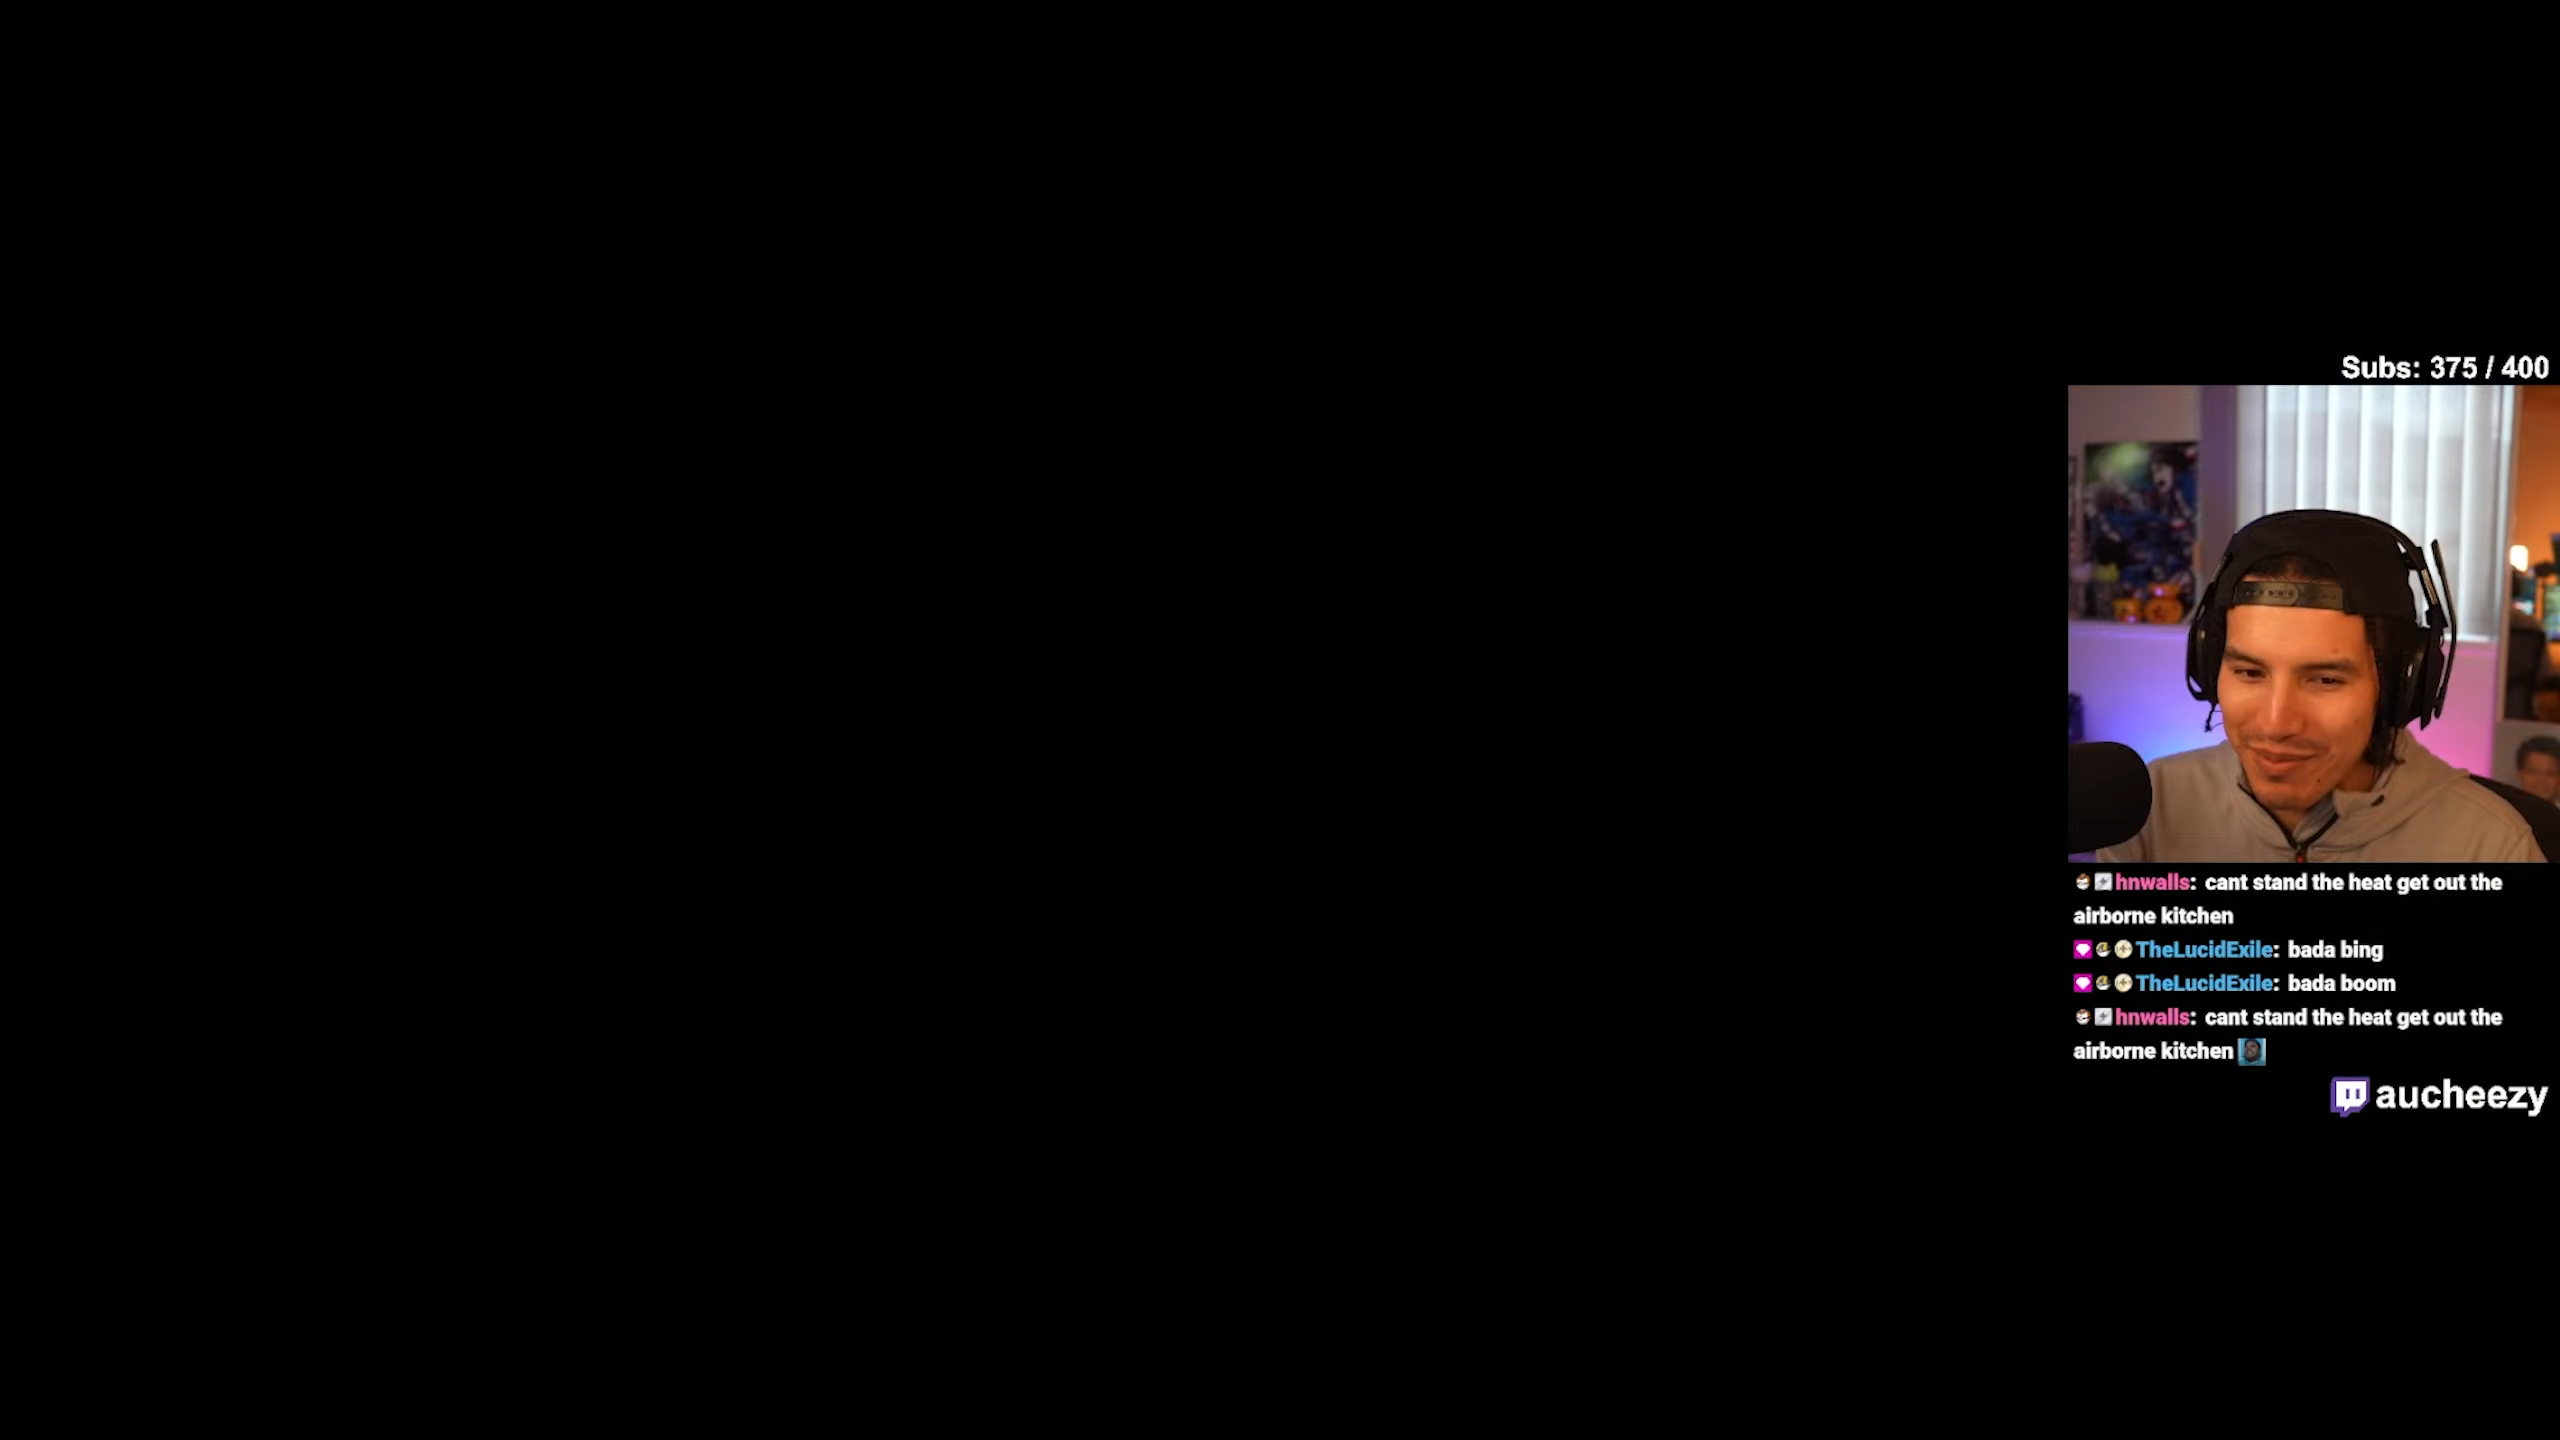 Subs: 375 / 400
hnwalls: cant stand the heat get out the
airborne kitchen
TheLucidExile: bada bing
TheLucidExile: bada boom
hnwalls: cant stand the heat get out the
airborne kitchen
aucheezy